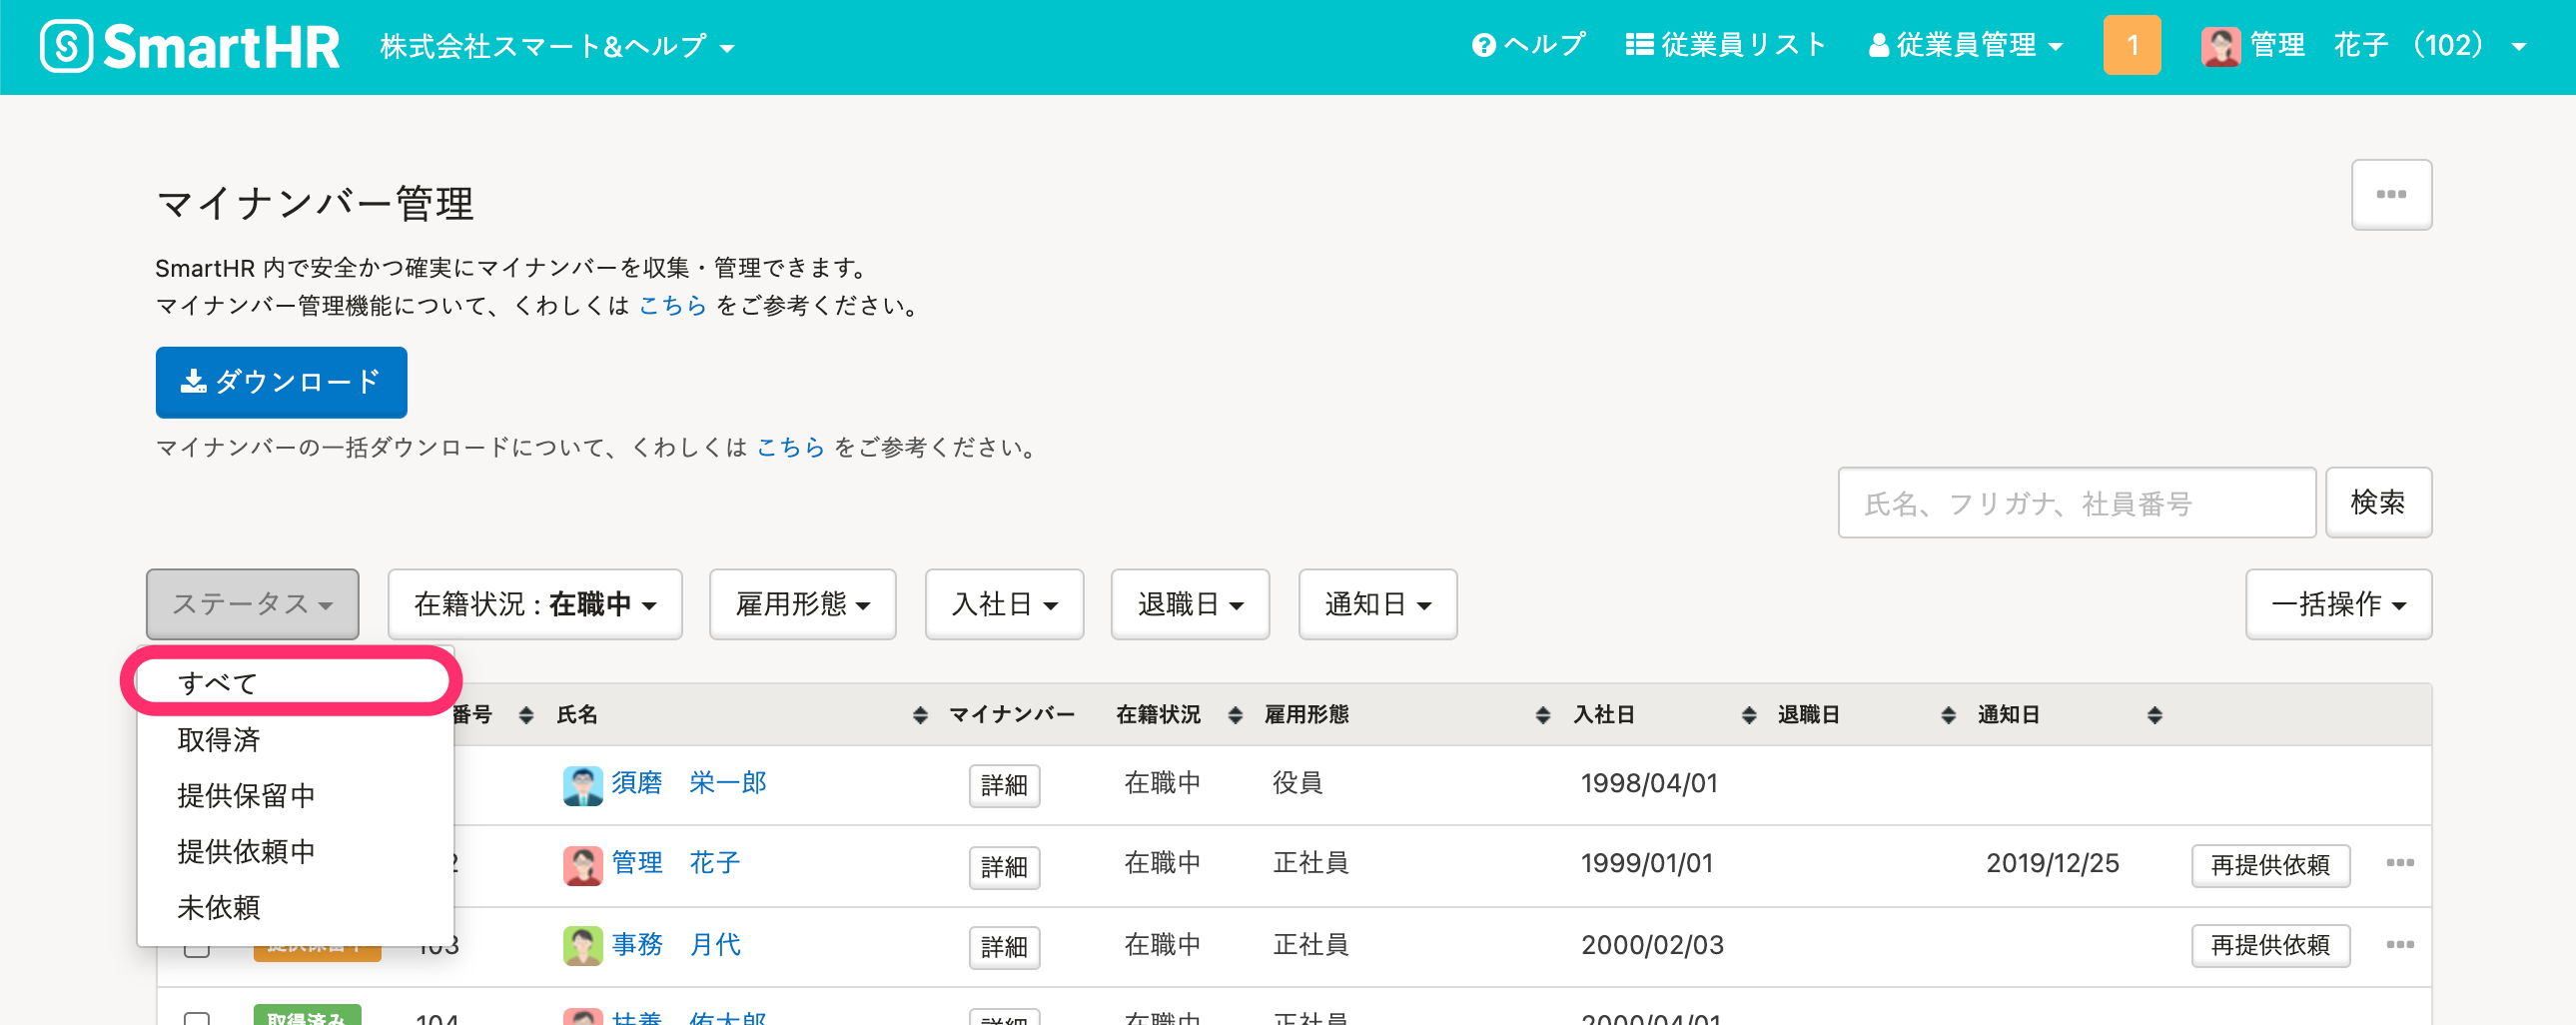 SmartHR 株式会社スマート&ヘルプ ヘルプ 従業員リスト 従業員管理 1 管理 花子 (102)
マイナンバー管理
SmartHR 内で安全かつ確実にマイナンバーを収集・管理できます。
マイナンバー管理機能について、くわしくは こちら をご参考ください。
ダウンロード
マイナンバーの一括ダウンロードについて、くわしくは こちら をご参考ください。
氏名、フリガナ、社員番号 検索
ステータス 在籍状況 : 在職中 雇用形態 入社日 退職日 通知日 一括操作
すべて
取得済
提供保留中
提供依頼中
未依頼
番号 氏名 マイナンバー 在籍状況 雇用形態 入社日 退職日 通知日
須磨 栄一郎 詳細 在職中 役員 1998/04/01
2 管理 花子 詳細 在職中 正社員 1999/01/01 2019/12/25 再提供依頼
提供保留中 103 事務 月代 詳細 在職中 正社員 2000/02/03 再提供依頼
取得済み 104 扶養 侑太郎 詳細 在職中 正社員 2000/04/01